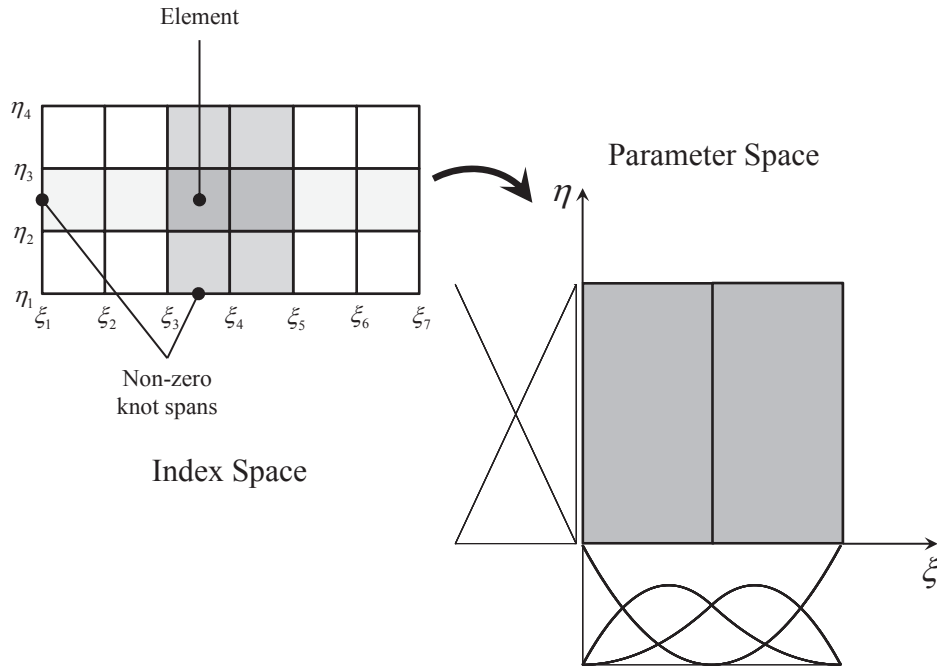 Element
η₄
η₃
η₂
η₁
ξ₁ ξ₂ ξ₃ ξ₄ ξ₅ ξ₆ ξ₇
Non-zero
knot spans
Index Space
Parameter Space
η
ξ